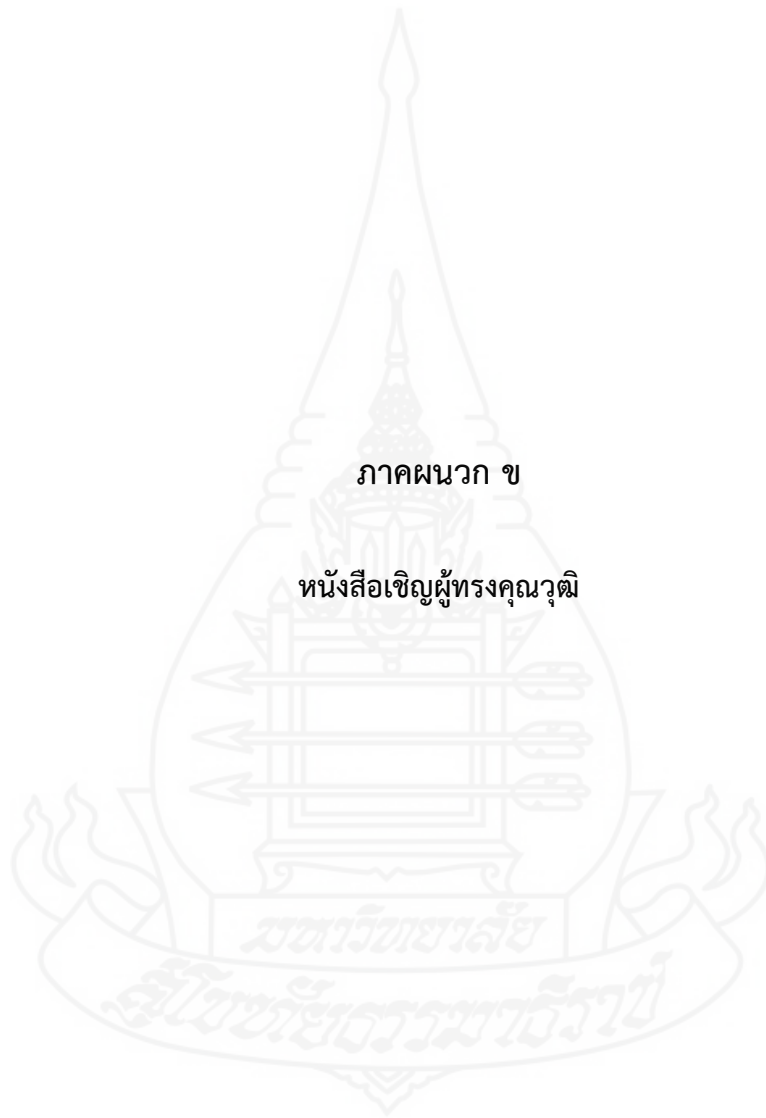 ภาคผนวก ข
หนังสือเชิญผู้ทรงคุณวุฒิ
มหาวิทยาลัย
สุโขทัยธรรมาธิราช